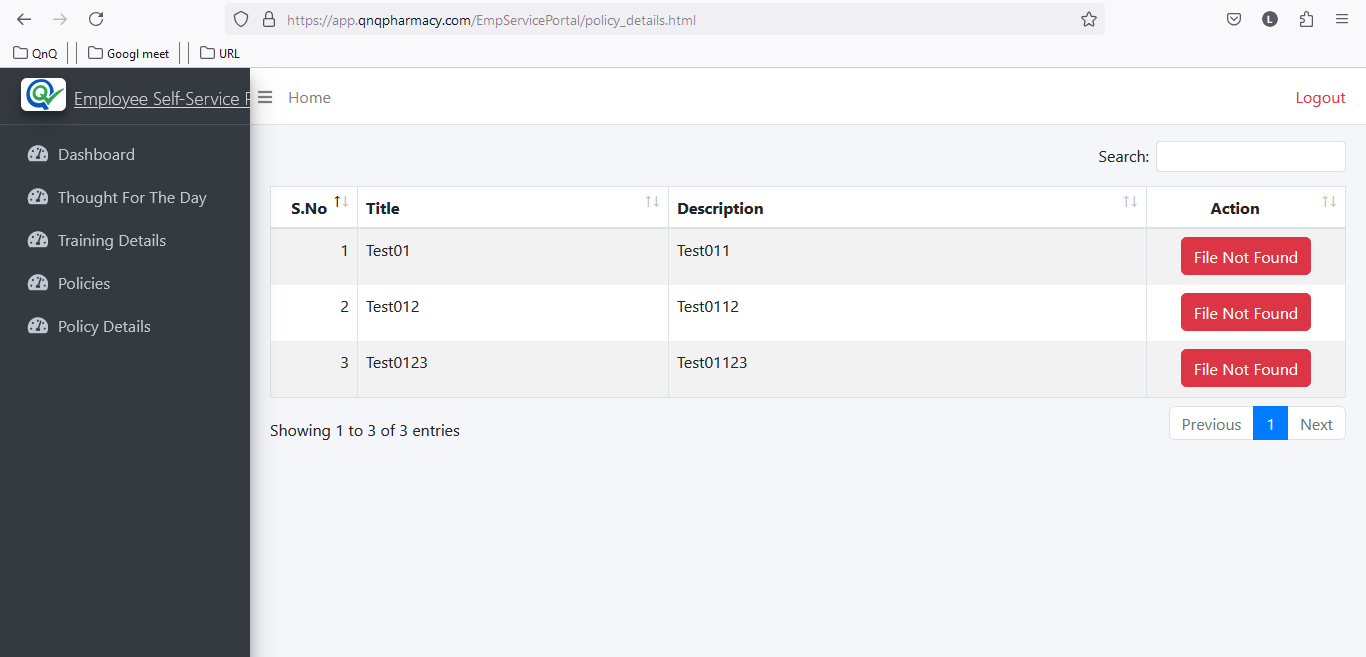 https://app.qnqpharmacy.com/EmpServicePortal/policy_details.html
L
QnQ Googl meet URL
Employee Self-Service P
Home Logout
Dashboard
Thought For The Day
Training Details
Policies
Policy Details
Search:
S.No Title Description Action
1 Test01 Test011 File Not Found
2 Test012 Test0112 File Not Found
3 Test0123 Test01123 File Not Found
Showing 1 to 3 of 3 entries Previous 1 Next